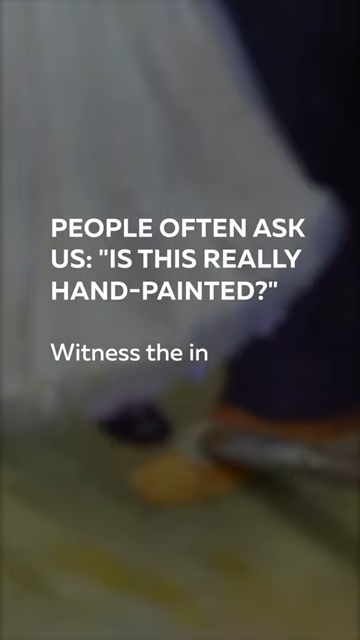 PEOPLE OFTEN ASK
US: "IS THIS REALLY
HAND-PAINTED?"
Witness the in